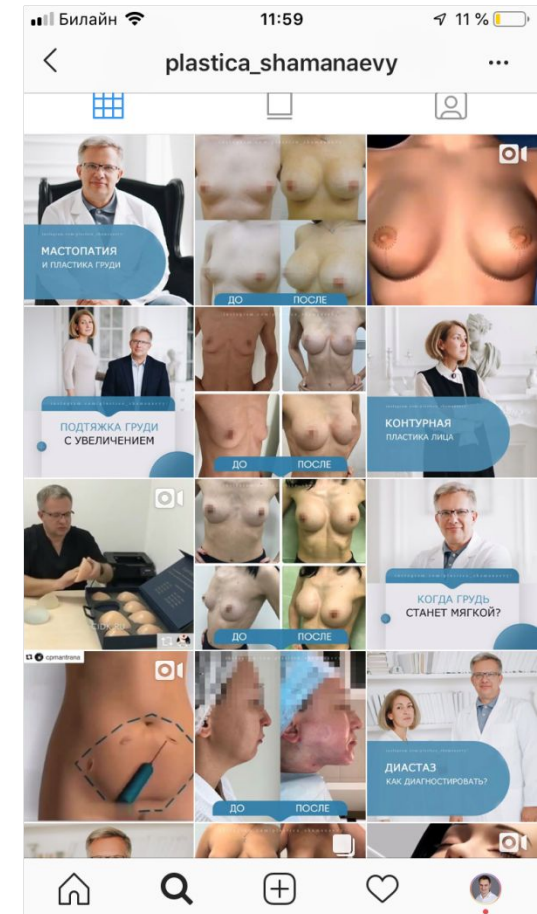 Билайн 11:59 11 %
plastica_shamanaevy
МАСТОПАТИЯ
И ПЛАСТИКА ГРУДИ
ДО ПОСЛЕ
ПОДТЯЖКА ГРУДИ
С УВЕЛИЧЕНИЕМ
ДО ПОСЛЕ
КОНТУРНАЯ
ПЛАСТИКА ЛИЦА
ДО ПОСЛЕ
КОГДА ГРУДЬ
СТАНЕТ МЯГКОЙ?
cpmantrana
ДО ПОСЛЕ
ДИАСТАЗ
КАК ДИАГНОСТИРОВАТЬ?